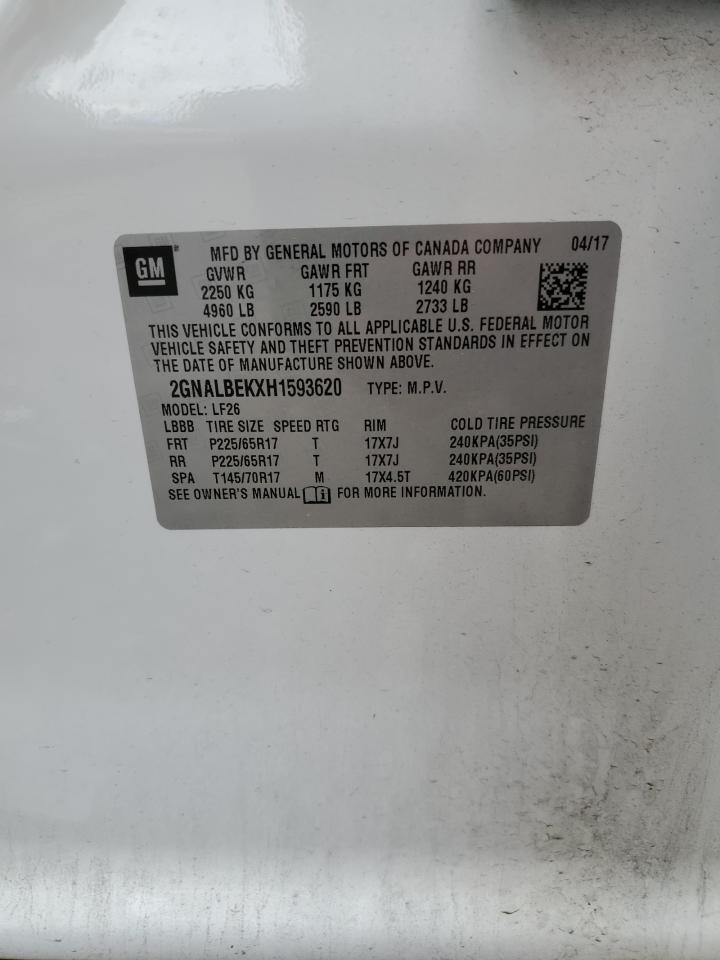 GM
MFD BY GENERAL MOTORS OF CANADA COMPANY 04/17
GVWR GAWR FRT GAWR RR
2250 KG 1175 KG 1240 KG
4960 LB 2590 LB 2733 LB
THIS VEHICLE CONFORMS TO ALL APPLICABLE U.S. FEDERAL MOTOR
VEHICLE SAFETY AND THEFT PREVENTION STANDARDS IN EFFECT ON
THE DATE OF MANUFACTURE SHOWN ABOVE.
2GNALBEKXH1593620 TYPE: M.P.V.
MODEL: LF26
LBBB TIRE SIZE SPEED RTG RIM COLD TIRE PRESSURE
FRT P225/65R17 T 17X7J 240KPA(35PSI)
RR P225/65R17 T 17X7J 240KPA(35PSI)
SPA T145/70R17 M 17X4.5T 420KPA(60PSI)
SEE OWNER'S MANUAL FOR MORE INFORMATION.